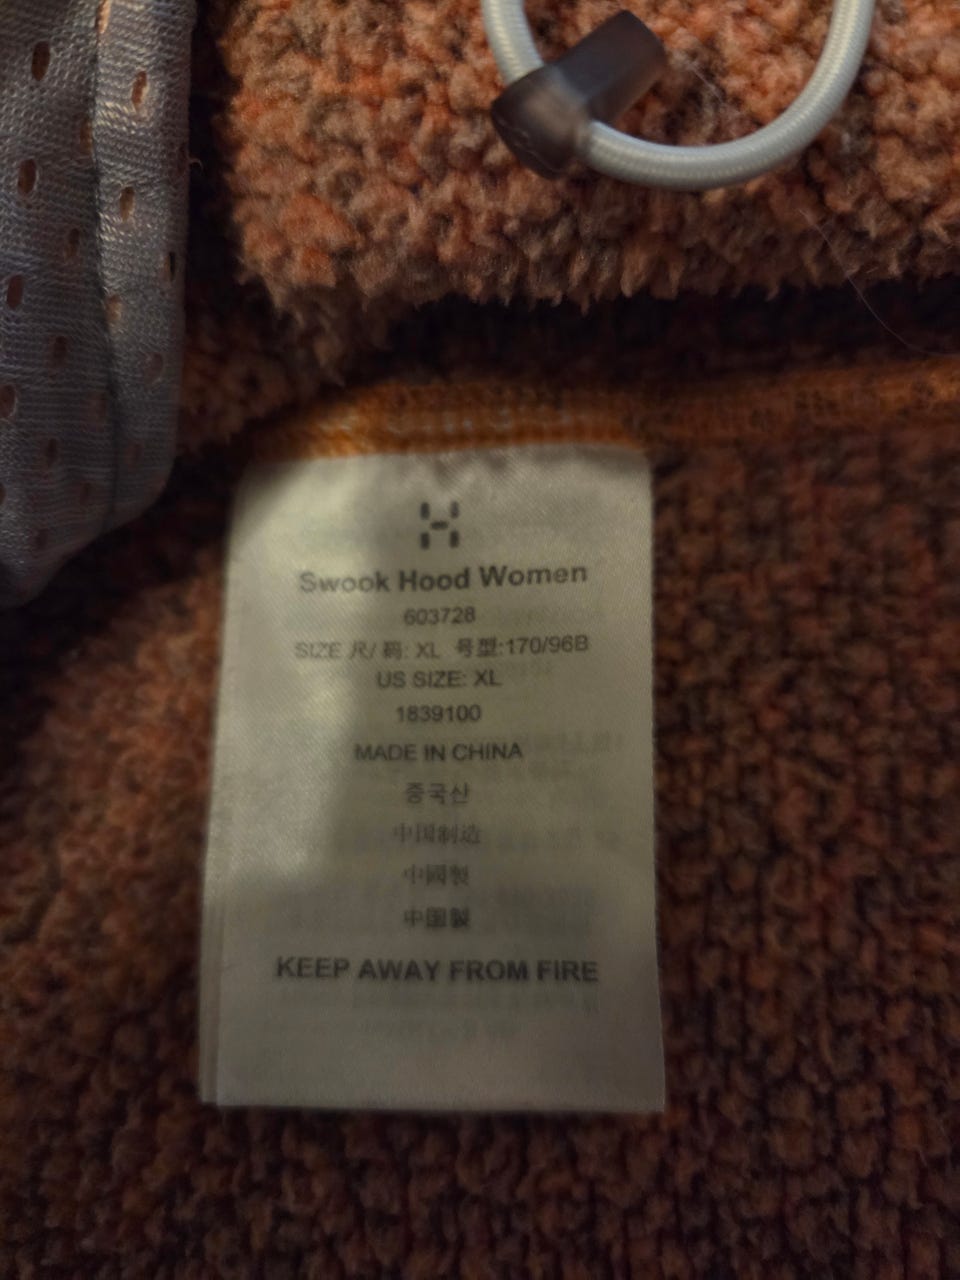 Swook Hood Women
603728
SIZE 尺/ 码: XL 号型:170/96B
US SIZE: XL
1839100
MADE IN CHINA
중국산
中国制造
中國製
中国製
KEEP AWAY FROM FIRE